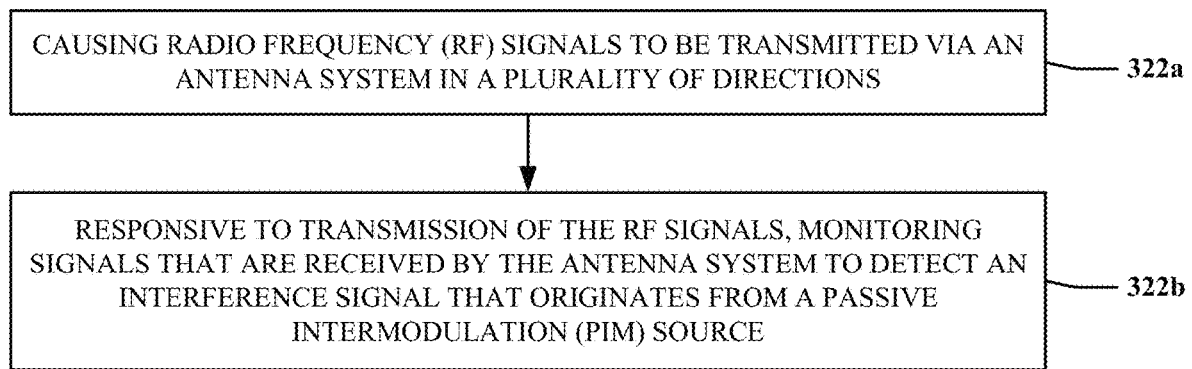 CAUSING RADIO FREQUENCY (RF) SIGNALS TO BE TRANSMITTED VIA AN
ANTENNA SYSTEM IN A PLURALITY OF DIRECTIONS
322a
RESPONSIVE TO TRANSMISSION OF THE RF SIGNALS, MONITORING
SIGNALS THAT ARE RECEIVED BY THE ANTENNA SYSTEM TO DETECT AN
INTERFERENCE SIGNAL THAT ORIGINATES FROM A PASSIVE
INTERMODULATION (PIM) SOURCE
322b